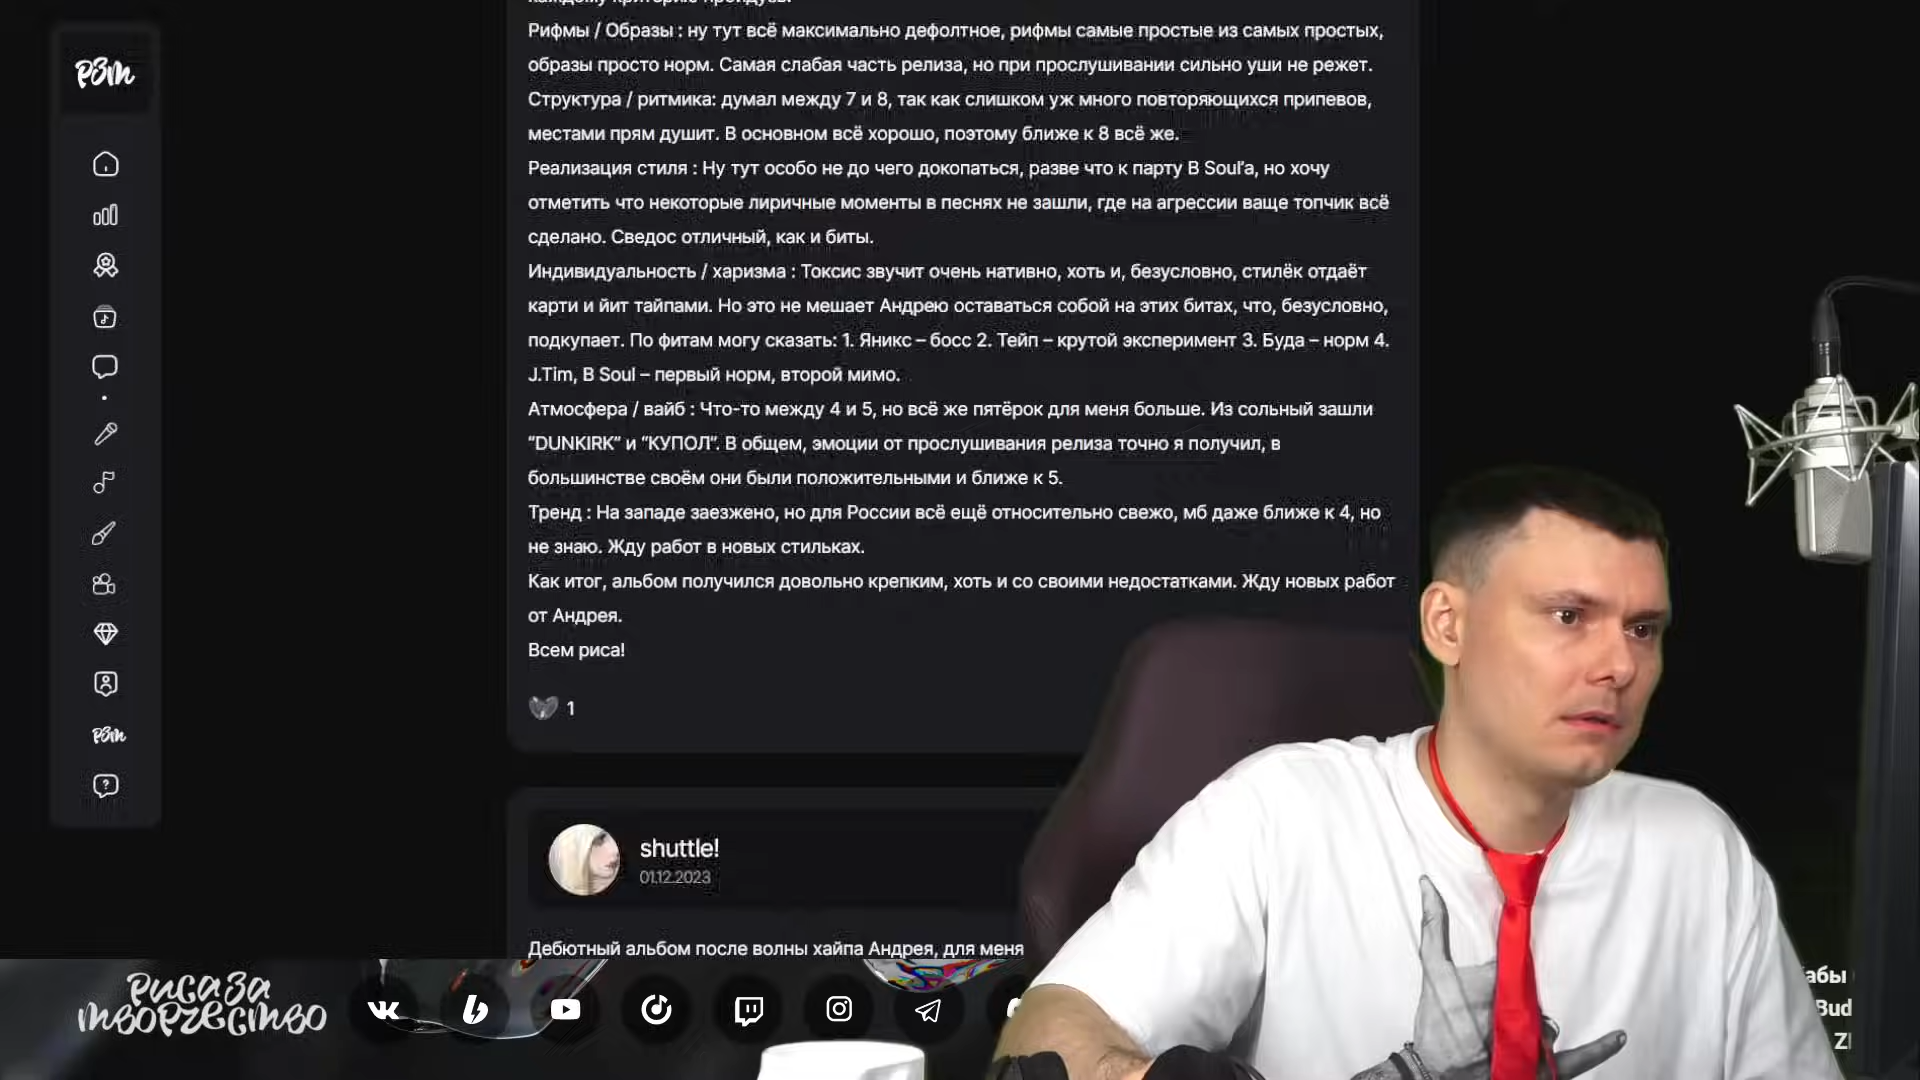 РЗТ
Рифмы / Образы : ну тут всё максимально дефолтное, рифмы самые простые из самых простых,
образы просто норм. Самая слабая часть релиза, но при прослушивании сильно уши не режет.
Структура / ритмика: думал между 7 и 8, так как слишком уж много повторяющихся припевов,
местами прям душит. В основном всё хорошо, поэтому ближе к 8 всё же.
Реализация стиля : Ну тут особо не до чего докопаться, разве что к парту B Soul'а, но хочу
отметить что некоторые лиричные моменты в песнях не зашли, где на агрессии ваще топчик всё
сделано. Сведос отличный, как и биты.
Индивидуальность / харизма : Токсис звучит очень нативно, хоть и, безусловно, стилёк отдаёт
карти и йит тайпами. Но это не мешает Андрею оставаться собой на этих битах, что, безусловно,
подкупает. По фитам могу сказать: 1. Яникс – босс 2. Тейп – крутой эксперимент 3. Буда – норм 4.
J.Tim, B Soul – первый норм, второй мимо.
Атмосфера / вайб : Что-то между 4 и 5, но всё же пятёрок для меня больше. Из сольный зашли
“DUNKIRK” и “КУПОЛ”. В общем, эмоции от прослушивания релиза точно я получил, в
большинстве своём они были положительными и ближе к 5.
Тренд : На западе заезжено, но для России всё ещё относительно свежо, мб даже ближе к 4, но
не знаю. Жду работ в новых стильках.
Как итог, альбом получился довольно крепким, хоть и со своими недостатками. Жду новых работ
от Андрея.
Всем риса!
1
РЗТ
shuttle!
01.12.2023
Дебютный альбом после волны хайпа Андрея, для меня
Риса За
Творчество
Bud